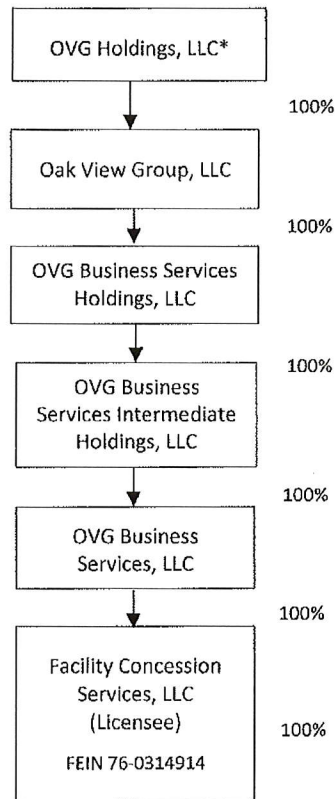 OVG Holdings, LLC*
100%
Oak View Group, LLC
100%
OVG Business Services
Holdings, LLC
100%
OVG Business
Services Intermediate
Holdings, LLC
100%
OVG Business
Services, LLC
100%
Facility Concession
Services, LLC
(Licensee)
100%
FEIN 76-0314914